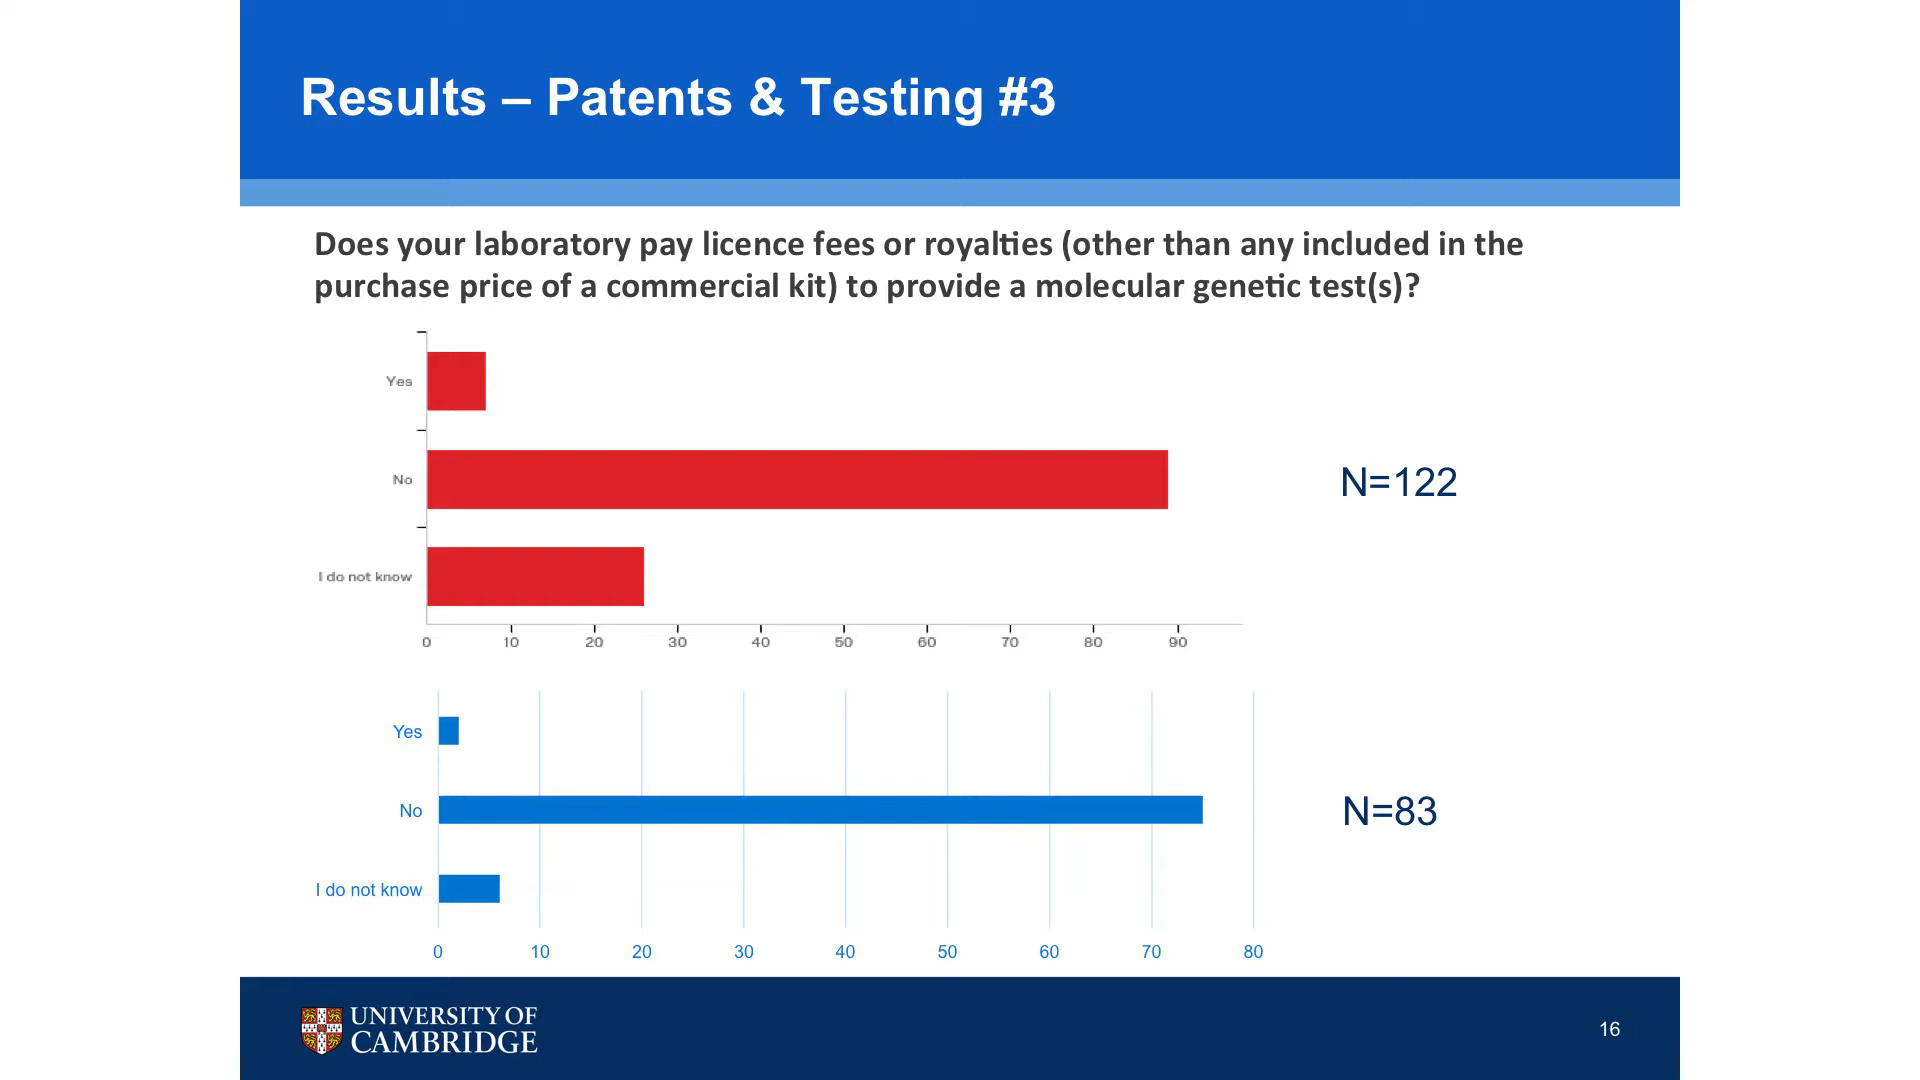 Results – Patents & Testing #3
Does your laboratory pay licence fees or royalties (other than any included in the
purchase price of a commercial kit) to provide a molecular genetic test(s)?
Yes
No
I do not know
0 10 20 30 40 50 60 70 80 90
N=122
Yes
No
I do not know
0 10 20 30 40 50 60 70 80
N=83
UNIVERSITY OF
CAMBRIDGE
16